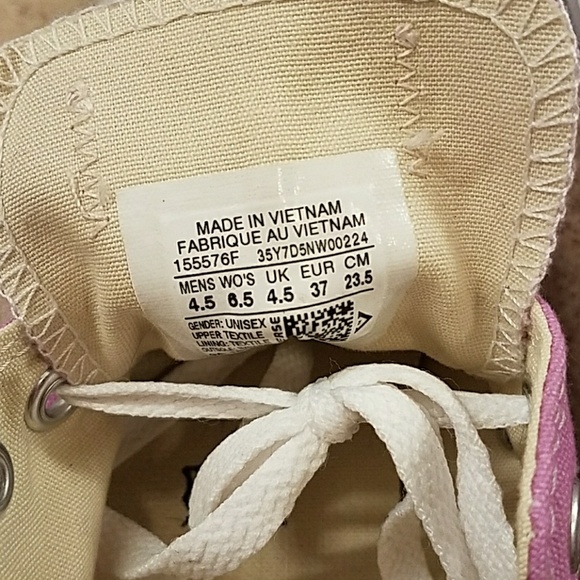 MADE IN VIETNAM
FABRIQUE AU VIETNAM
155576F 35Y7D5NW00224
MENS WO'S UK EUR CM
4.5 6.5 4.5 37 23.5
GENDER: UNISEX
UPPER: TEXTILE
LINING: TEXTILE